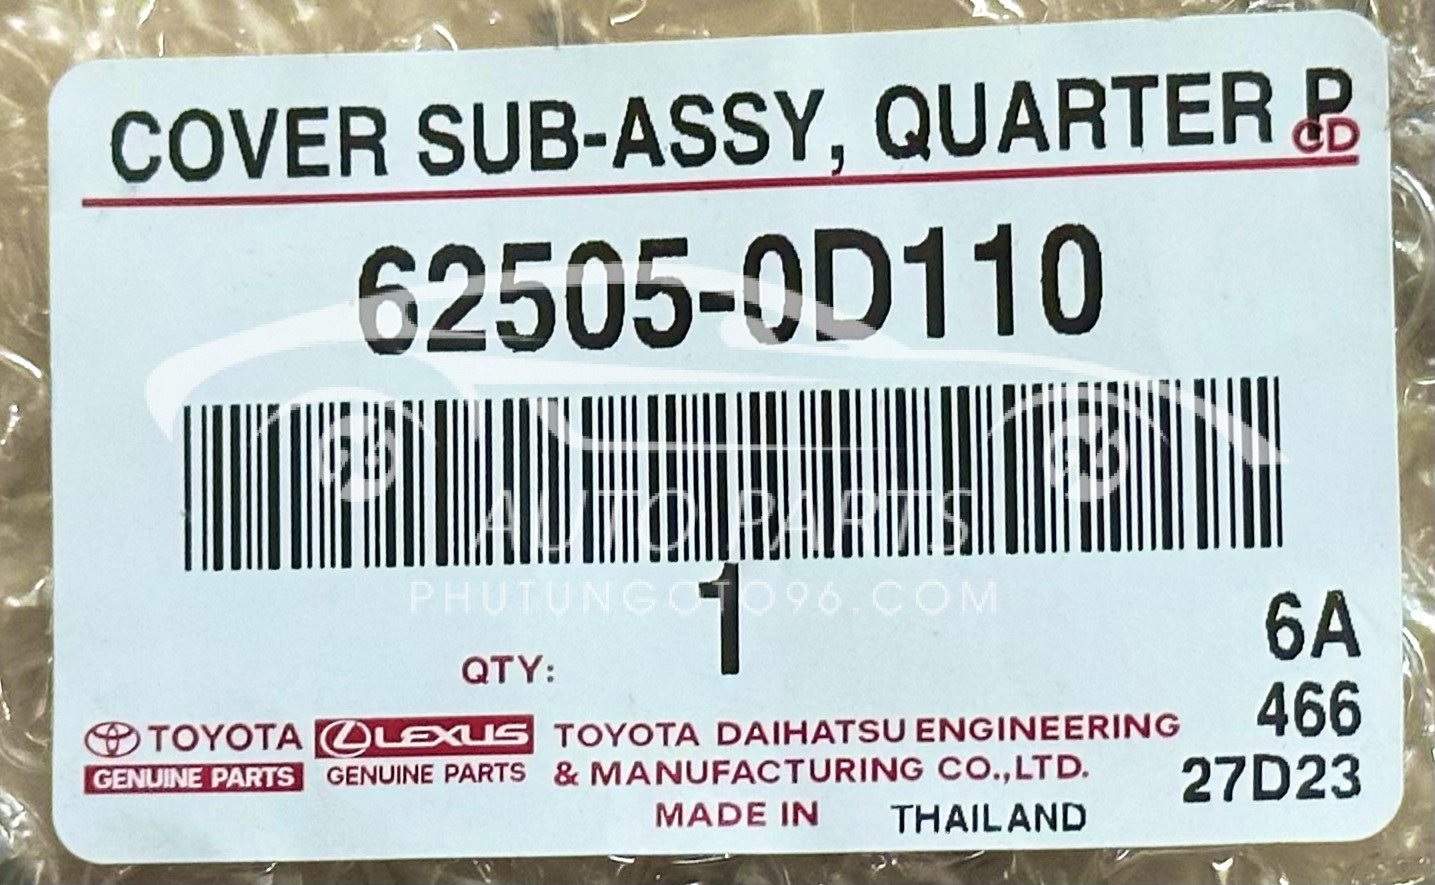 COVER SUB-ASSY, QUARTER P
CD
62505-0D110
AUTO PARTS
PHUTUNGOTO96.COM
1
QTY:
6A
466
27D23
TOYOTA
GENUINE PARTS
LEXUS
GENUINE PARTS
TOYOTA DAIHATSU ENGINEERING
& MANUFACTURING CO.,LTD.
MADE IN THAILAND